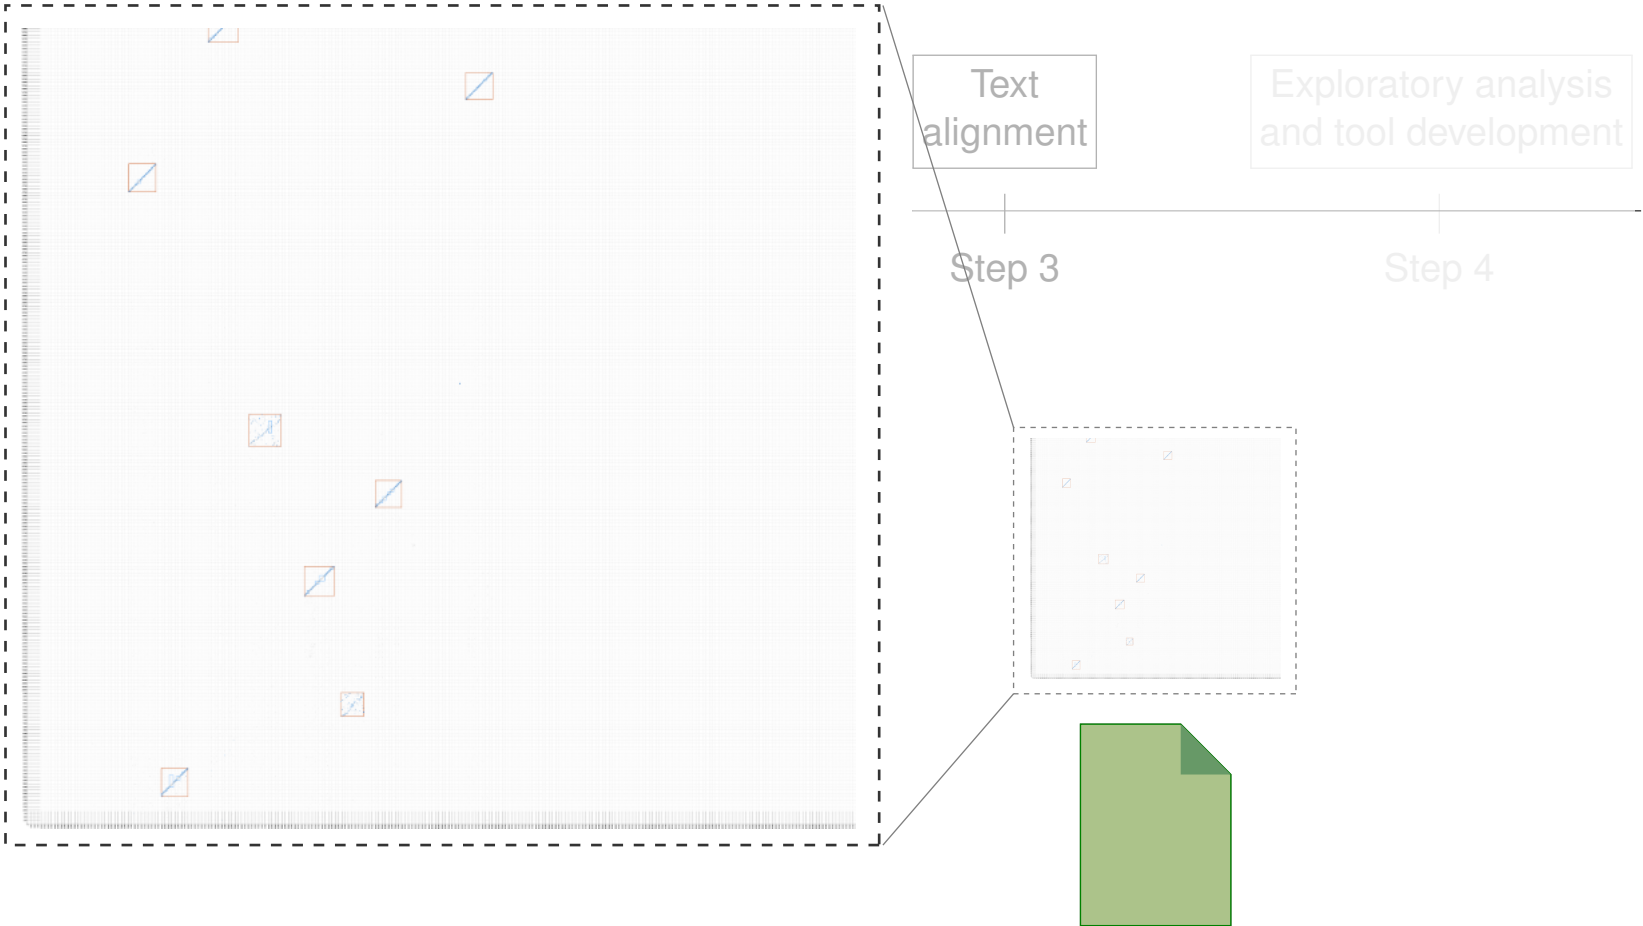 Text
alignment
Exploratory analysis
and tool development
Step 3
Step 4